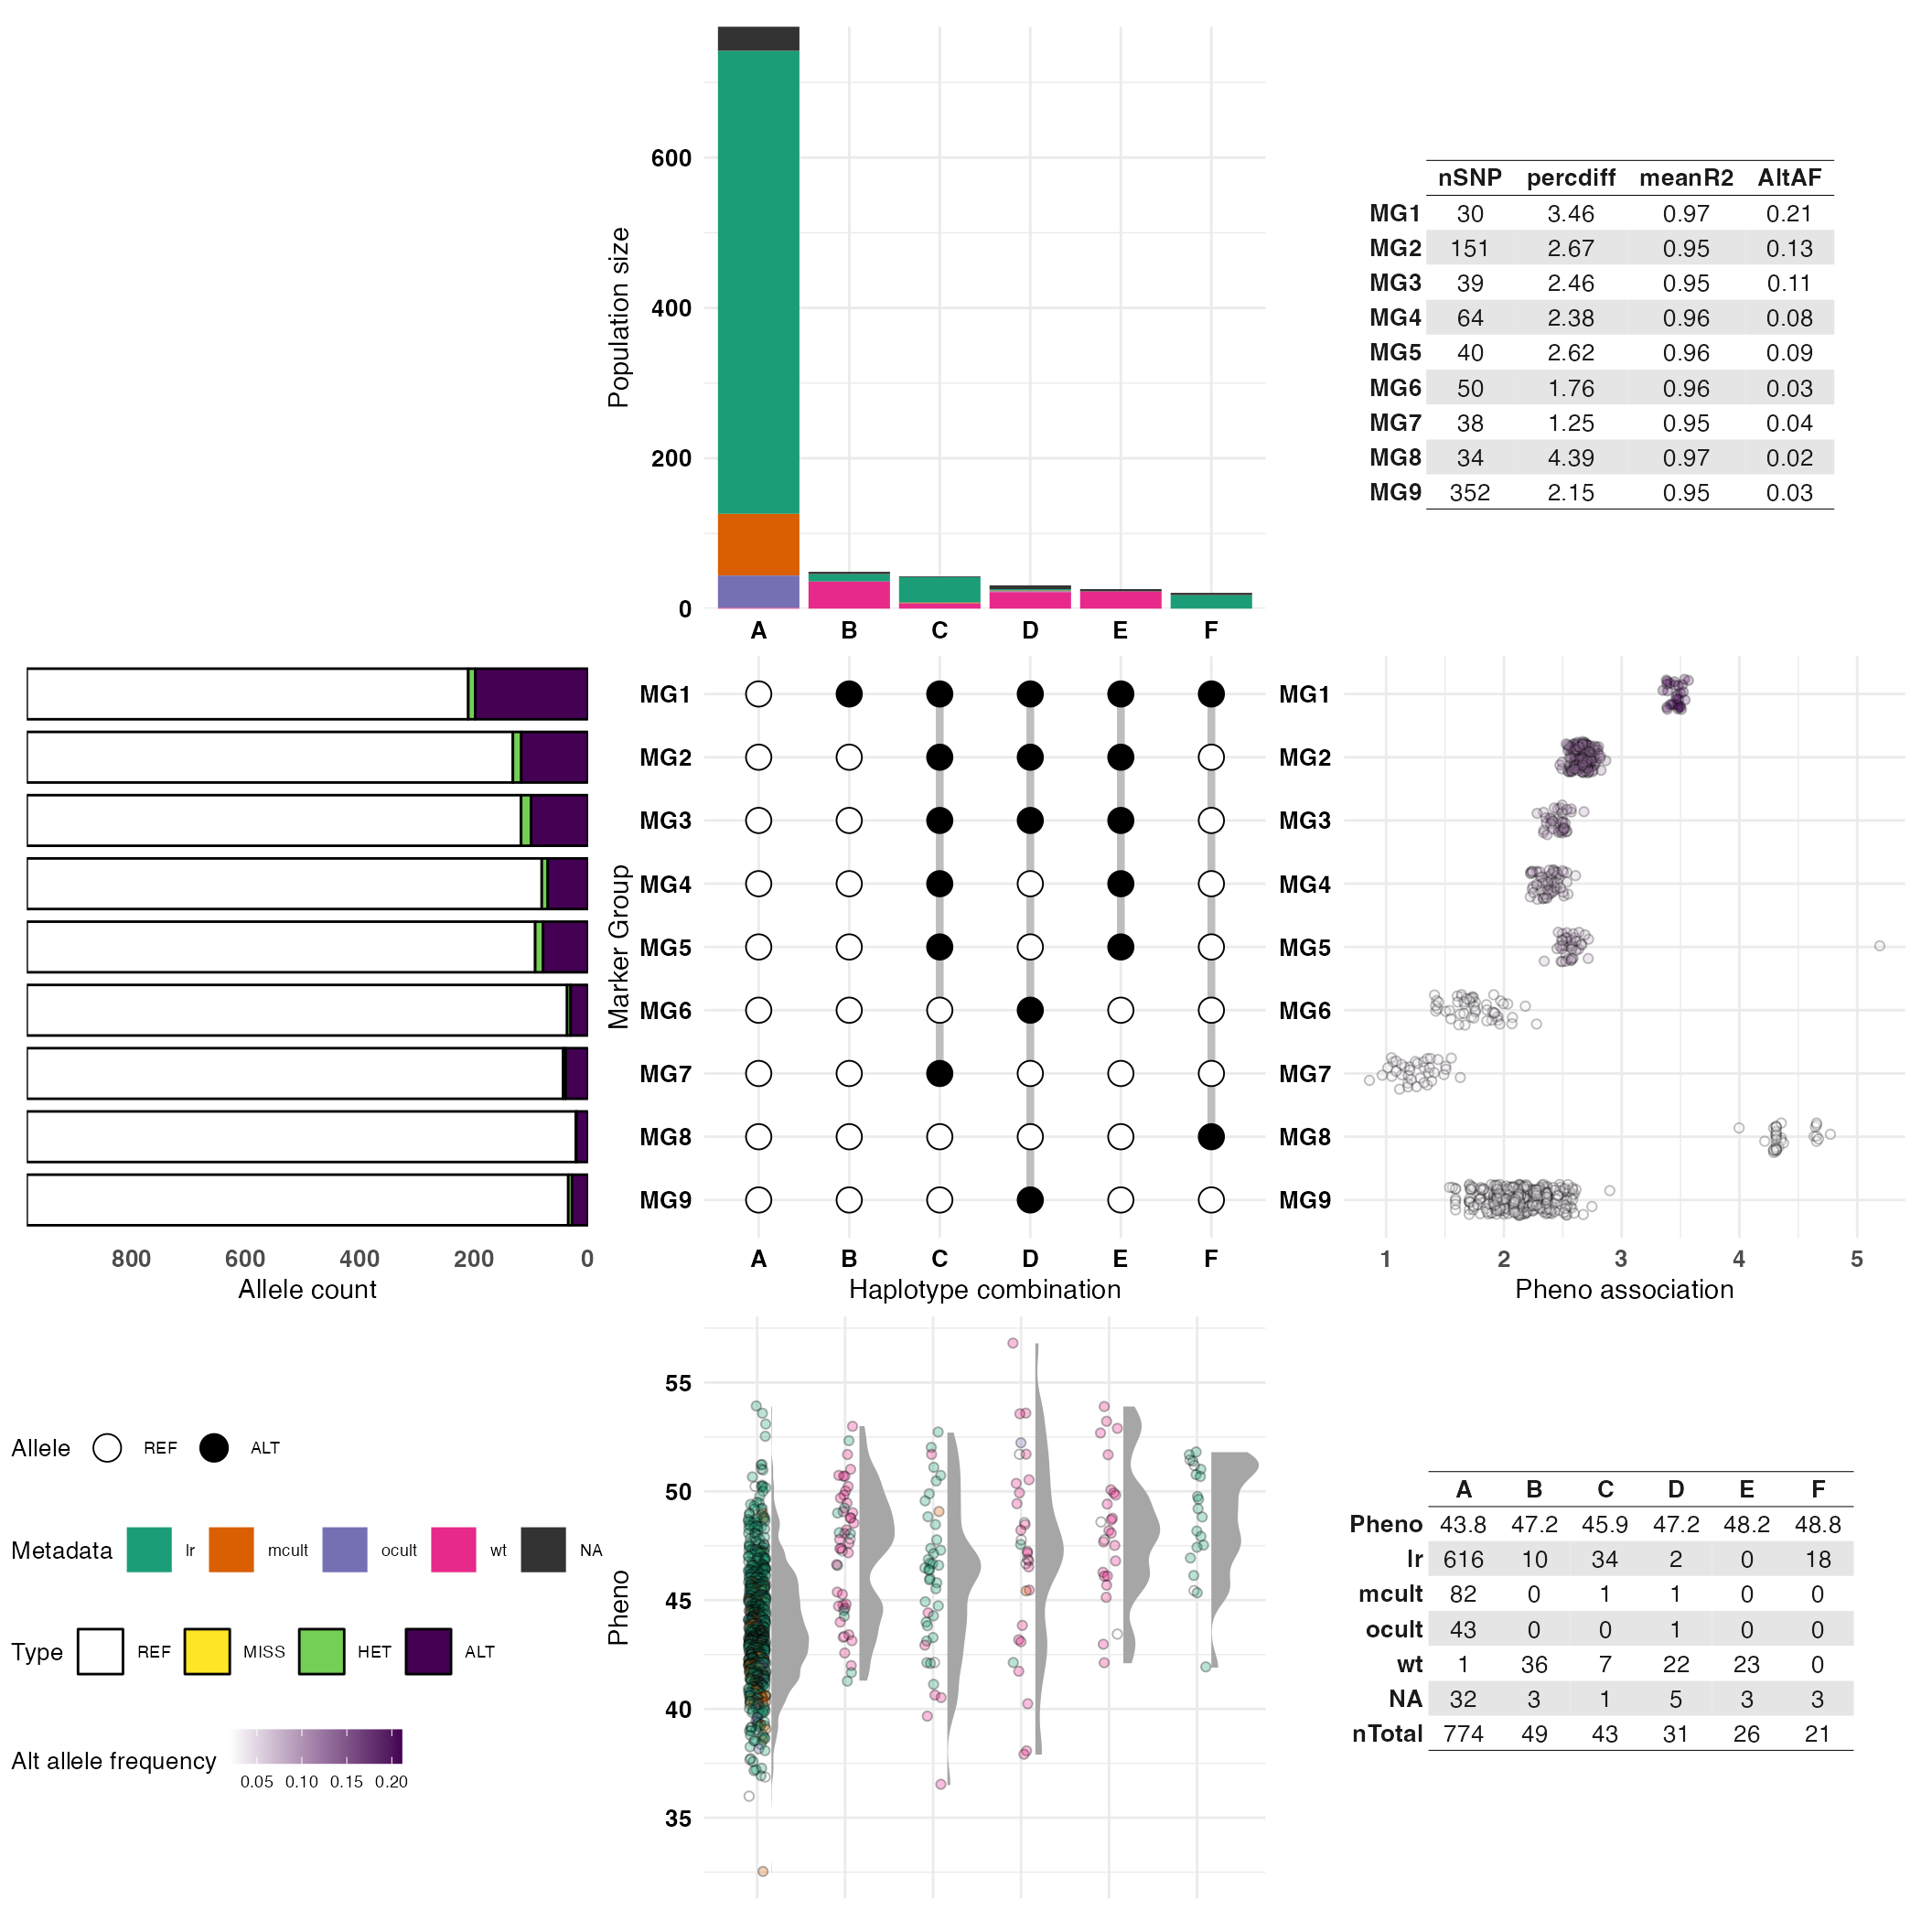 600
400
200
0
Population size
A B C D E F
nSNP percdiff meanR2 AltAF
MG1 30 3.46 0.97 0.21
MG2 151 2.67 0.95 0.13
MG3 39 2.46 0.95 0.11
MG4 64 2.38 0.96 0.08
MG5 40 2.62 0.96 0.09
MG6 50 1.76 0.96 0.03
MG7 38 1.25 0.95 0.04
MG8 34 4.39 0.97 0.02
MG9 352 2.15 0.95 0.03
800 600 400 200 0
Allele count
Marker Group
MG1
MG2
MG3
MG4
MG5
MG6
MG7
MG8
MG9
A B C D E F
Haplotype combination
MG1
MG2
MG3
MG4
MG5
MG6
MG7
MG8
MG9
1 2 3 4 5
Pheno association
Allele REF ALT
Metadata lr mcult ocult wt NA
Type REF MISS HET ALT
Alt allele frequency
0.05 0.10 0.15 0.20
Pheno
55
50
45
40
35
A B C D E F
Pheno 43.8 47.2 45.9 47.2 48.2 48.8
lr 616 10 34 2 0 18
mcult 82 0 1 1 0 0
ocult 43 0 0 1 0 0
wt 1 36 7 22 23 0
NA 32 3 1 5 3 3
nTotal 774 49 43 31 26 21